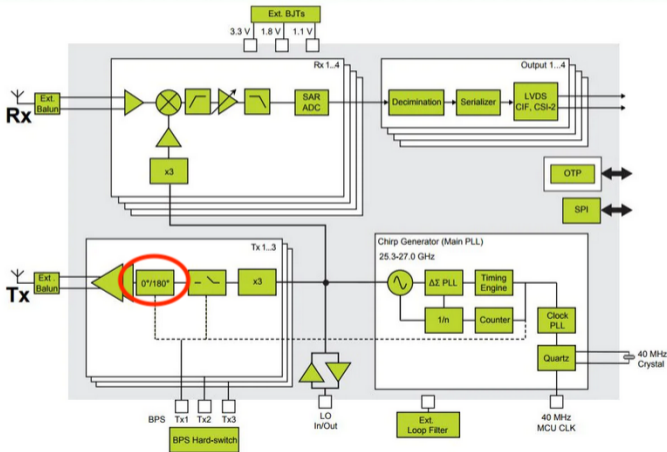 Ext. BJTs
3.3 V
1.8 V
1.1 V
Rx 1...4
Output 1...4
Rx
Ext.
Balun
SAR
ADC
Decimination
Serializer
LVDS
CIF, CSI-2
x3
OTP
SPI
Tx 1...3
Chirp Generator (Main PLL)
25.3-27.0 GHz
Tx
Ext.
Balun
0°/180°
x3
ΔΣ PLL
Timing
Engine
1/n
Counter
Clock
PLL
Quartz
40 MHz
Crystal
BPS
Tx1
Tx2
Tx3
LO
In/Out
Ext.
Loop Filter
40 MHz
MCU CLK
BPS Hard-switch